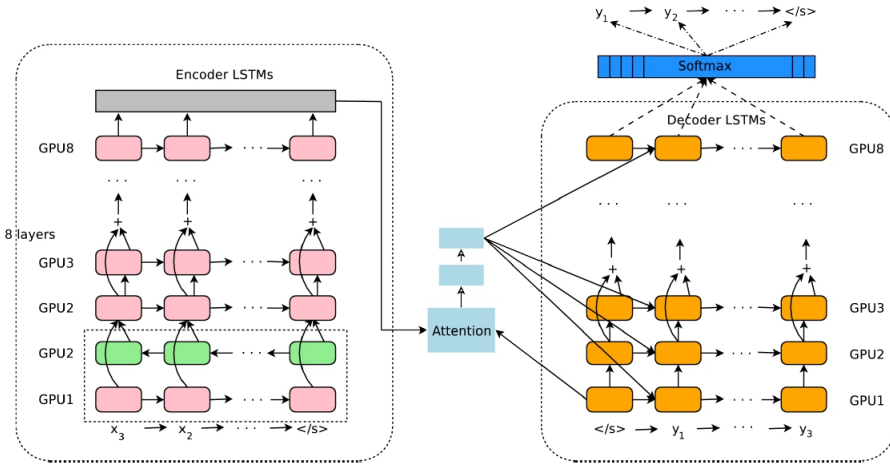 y1 y2 · · · </s>
Softmax
Encoder LSTMs
Decoder LSTMs
GPU8 · · · · · · GPU8
· · · · · · · · · · · ·
+ + + 
8 layers
GPU3 · · ·
+ + +
GPU2 · · · · · · GPU3
Attention
GPU2 · · · · · · GPU2
GPU1 · · · · · · GPU1
x3 x2 · · · </s> </s> y1 · · · y3